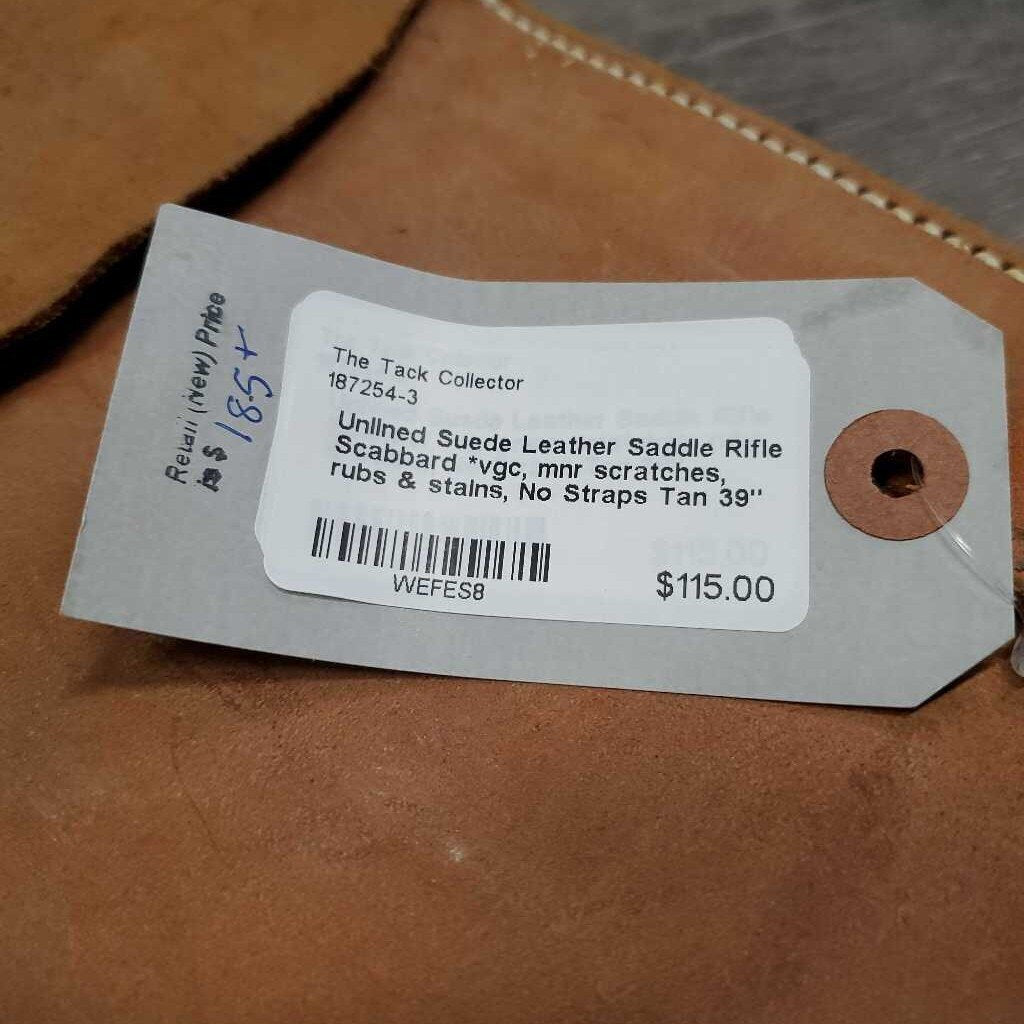 Retail (New) Price
is $ 185+
The Tack Collector
187254-3
Unlined Suede Leather Saddle Rifle
Scabbard *vgc, mnr scratches,
rubs & stains, No Straps Tan 39"
WEFES8
$115.00